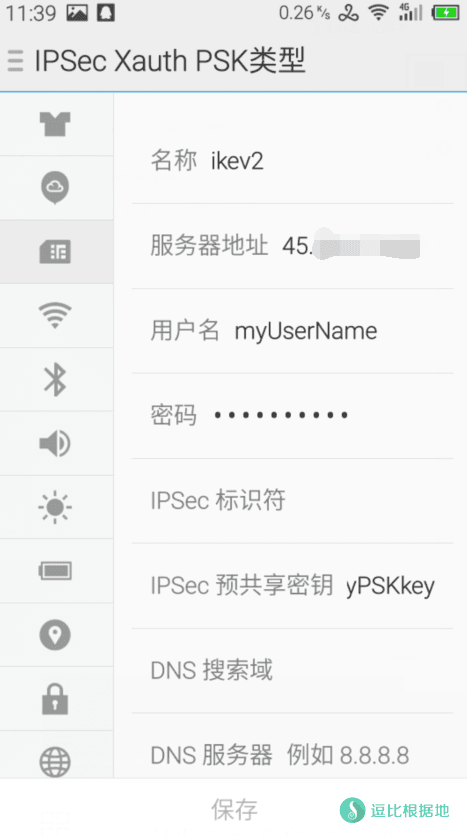 11:39 0.26 K/s 4G
IPSec Xauth PSK类型
名称 ikev2
服务器地址 45.
用户名 myUserName
密码 ••••••••••
IPSec 标识符
IPSec 预共享密钥 yPSKkey
DNS 搜索域
DNS 服务器 例如 8.8.8.8
保存
逗比根据地